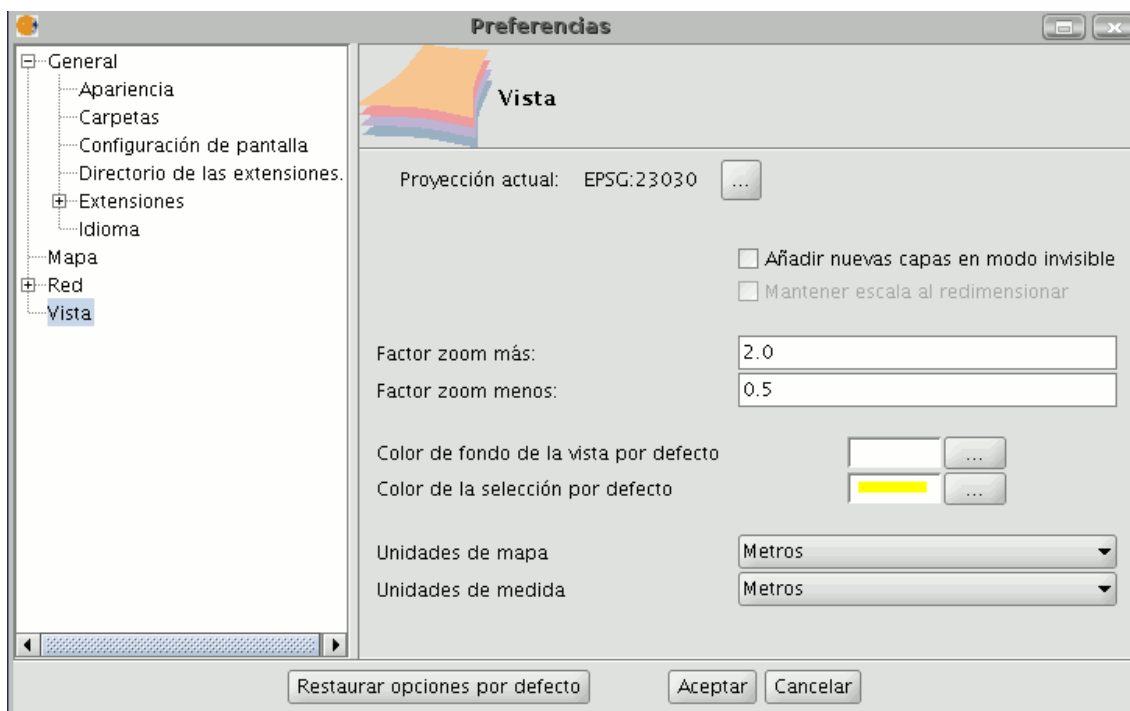 Preferencias
General
Apariencia
Carpetas
Configuración de pantalla
Directorio de las extensiones.
Extensiones
Idioma
Mapa
Red
Vista
Vista
Proyección actual: EPSG:23030 ...
Añadir nuevas capas en modo invisible
Mantener escala al redimensionar
Factor zoom más: 2.0
Factor zoom menos: 0.5
Color de fondo de la vista por defecto ...
Color de la selección por defecto ...
Unidades de mapa Metros
Unidades de medida Metros
Restaurar opciones por defecto Aceptar Cancelar